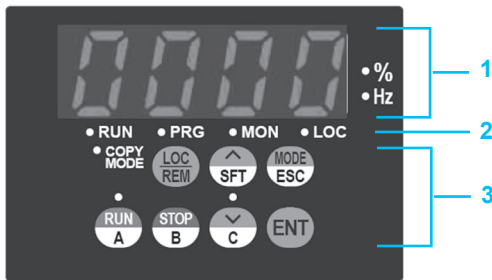 0000
• %
• Hz
1
• RUN • PRG • MON • LOC
2
• COPY MODE
LOC REM
^ SFT
MODE ESC
3
RUN A
STOP B
C
ENT